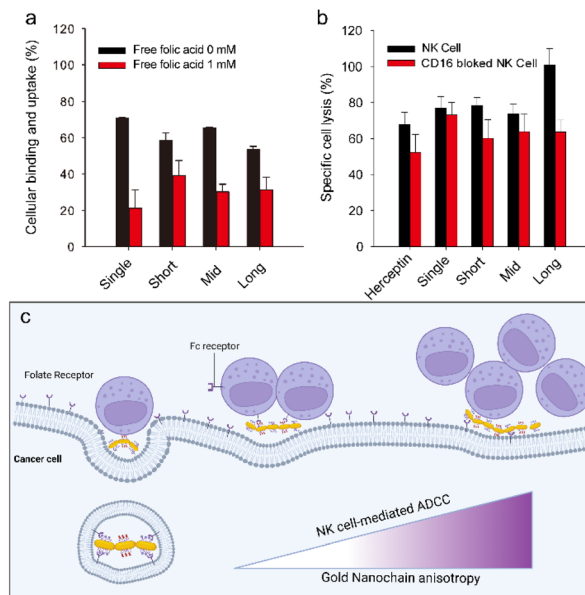 a
Free folic acid 0 mM
Free folic acid 1 mM
Cellular binding and uptake (%)
100
80
60
40
20
0
Single
Short
Mid
Long
b
NK Cell
CD16 bloked NK Cell
Specific cell lysis (%)
120
100
80
60
40
20
0
Herceptin
Single
Short
Mid
Long
c
Fc receptor
Folate Receptor
Cancer cell
NK cell-mediated ADCC
Gold Nanochain anisotropy